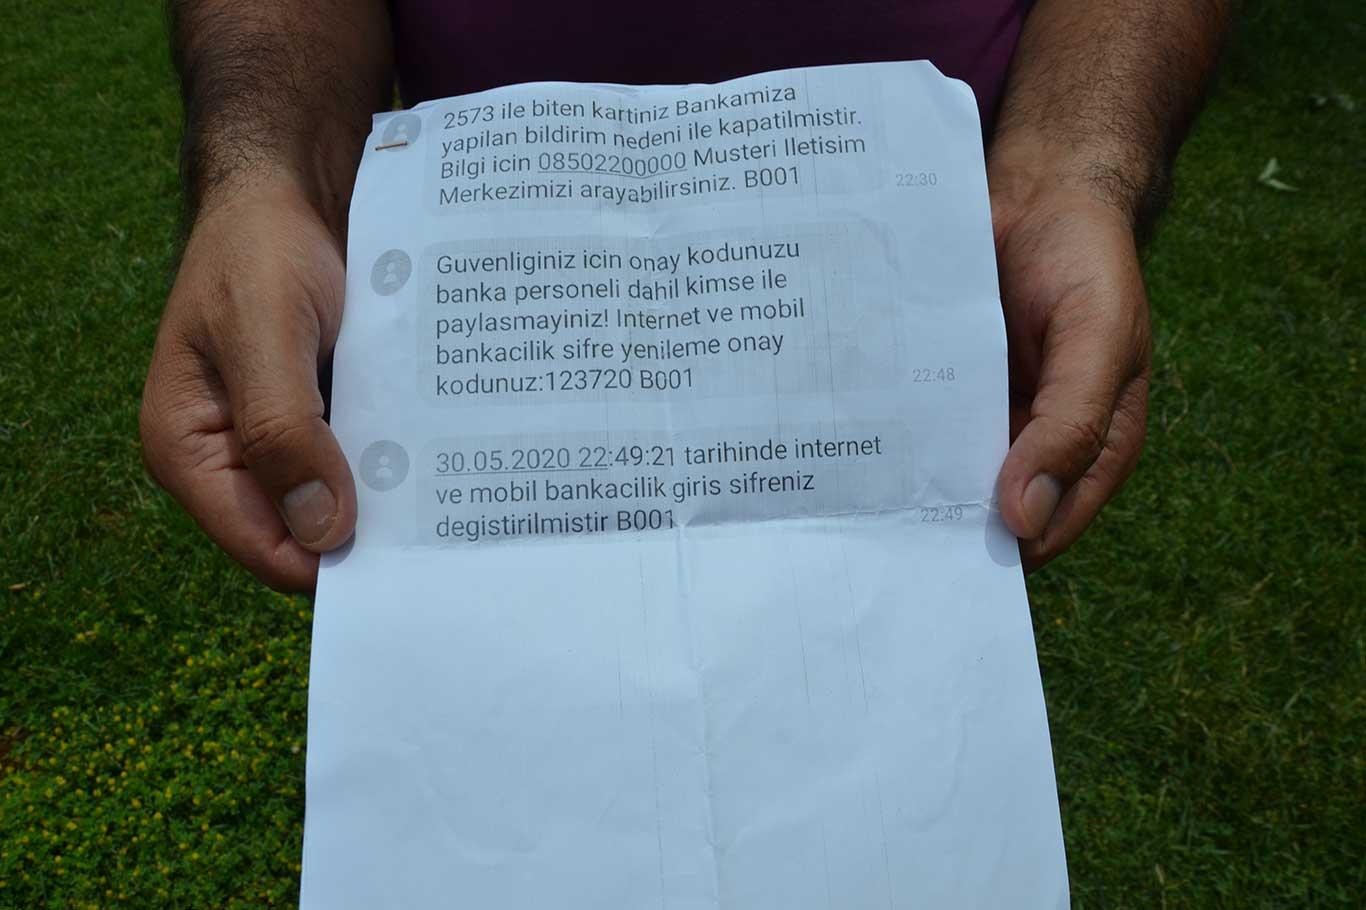 2573 ile biten kartiniz Bankamiza
yapilan bildirim nedeni ile kapatilmistir.
Bilgi icin 08502200000 Musteri Iletisim
Merkezimizi arayabilirsiniz. B001
22:30
Guvenliginiz icin onay kodunuzu
banka personeli dahil kimse ile
paylasmayiniz! Internet ve mobil
bankacilik sifre yenileme onay
kodunuz:123720 B001
22:48
30.05.2020 22:49:21 tarihinde internet
ve mobil bankacilik giris sifreniz
degistirilmistir B001
22:49